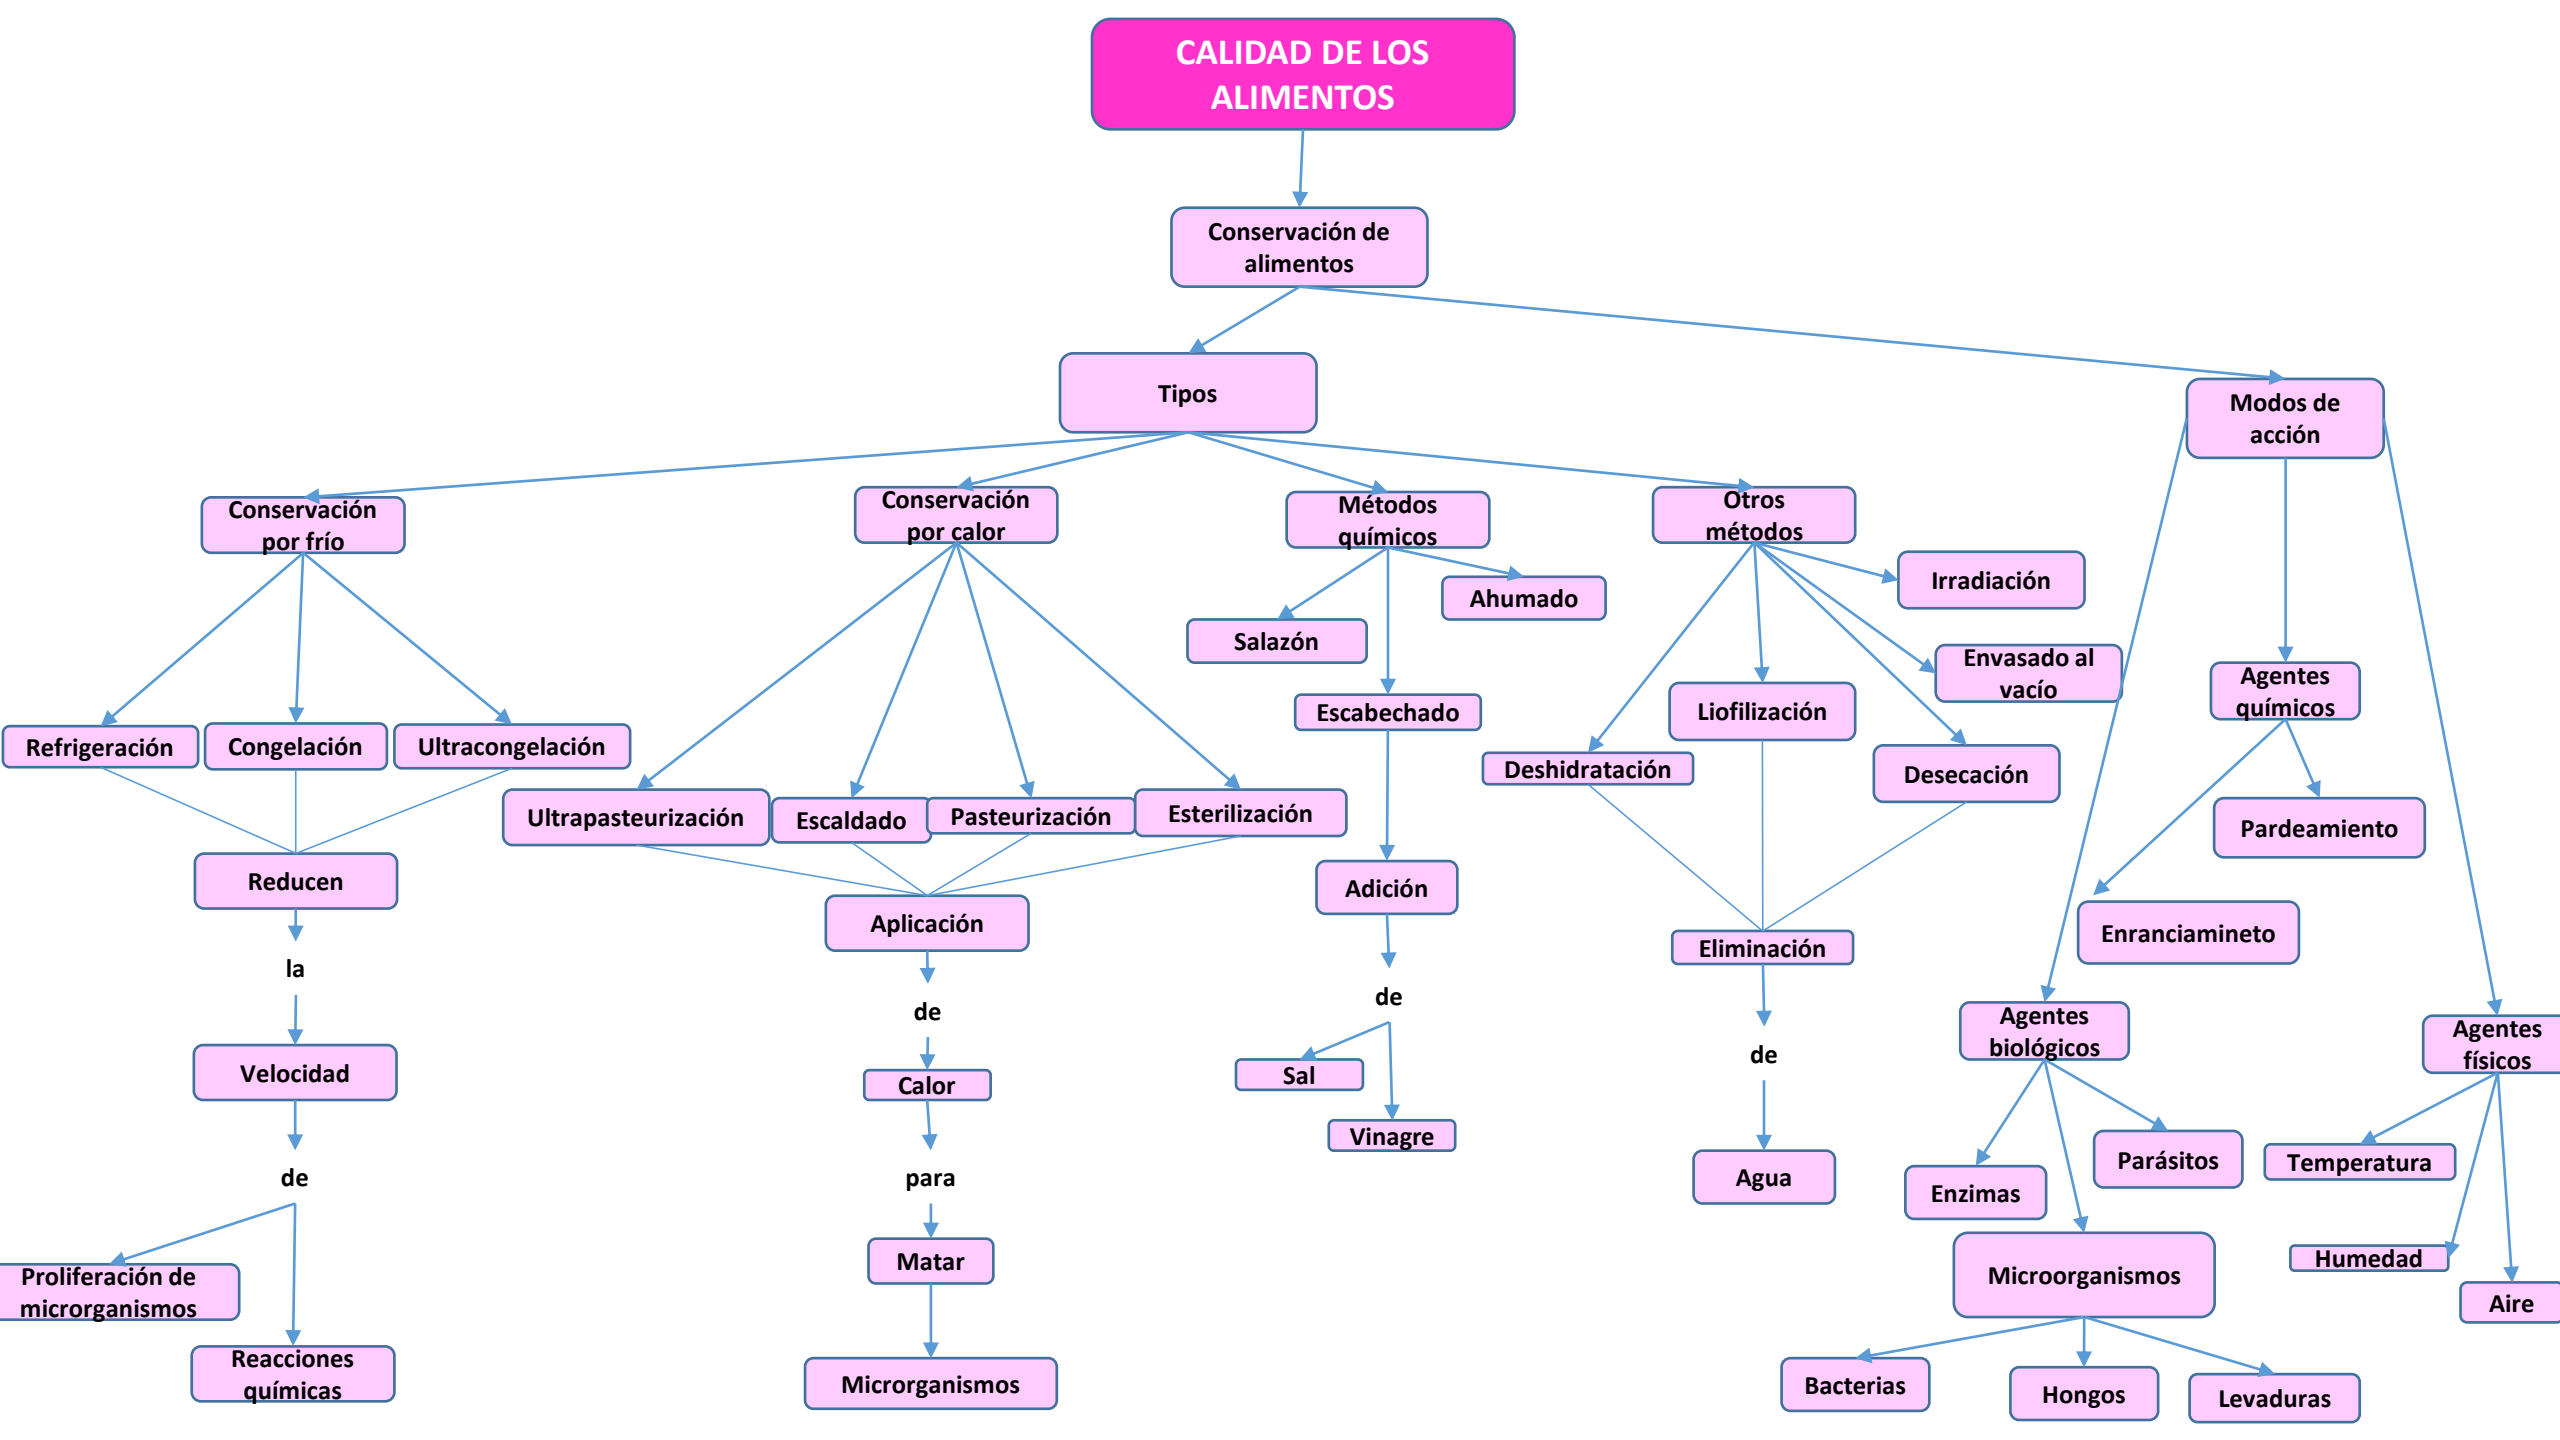 CALIDAD DE LOS
ALIMENTOS
Conservación de
alimentos
Tipos
Modos de
acción
Conservación
por frío
Conservación
por calor
Métodos
químicos
Otros
métodos
Irradiación
Ahumado
Salazón
Envasado al
vacío
Agentes
químicos
Escabechado
Liofilización
Refrigeración
Congelación
Ultracongelación
Deshidratación
Desecación
Ultrapasteurización
Escaldado
Pasteurización
Esterilización
Pardeamiento
Reducen
Adición
Aplicación
Enranciamineto
Eliminación
la
de
de
de
Agentes
biológicos
Agentes
físicos
Velocidad
Calor
Sal
Vinagre
Parásitos
Temperatura
de
para
Agua
Enzimas
Matar
Humedad
Proliferación de
microrganismos
Microorganismos
Aire
Reacciones
químicas
Microrganismos
Bacterias
Hongos
Levaduras